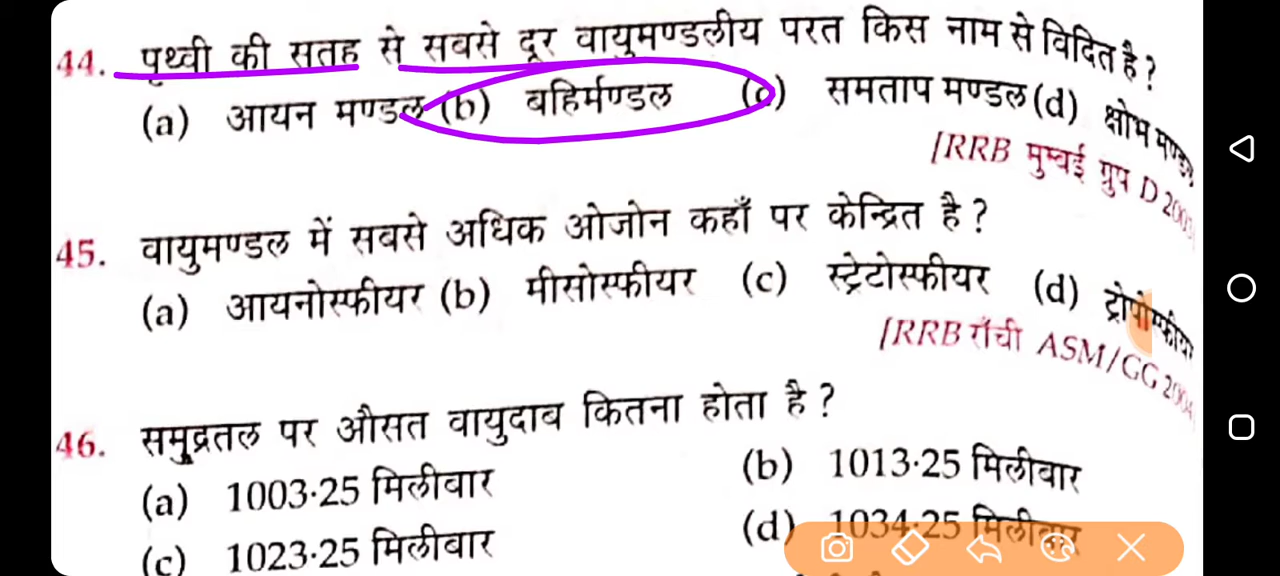 44. पृथ्वी की सतह से सबसे दूर वायुमण्डलीय परत किस नाम से विदित है ?
(a) आयन मण्डल (b) बहिर्मण्डल (c) समताप मण्डल (d) क्षोभ मण्डल
[RRB मुम्बई ग्रुप D
45. वायुमण्डल में सबसे अधिक ओजोन कहाँ पर केन्द्रित है ?
(a) आयनोस्फीयर (b) मीसोस्फीयर (c) स्ट्रेटोस्फीयर (d)
[RRB राँची ASM/GG
46. समुद्रतल पर औसत वायुदाब कितना होता है ?
(a) 1003·25 मिलीबार (b) 1013·25 मिलीबार
(c) 1023·25 मिलीबार (d) 1034·25 मिलीबार